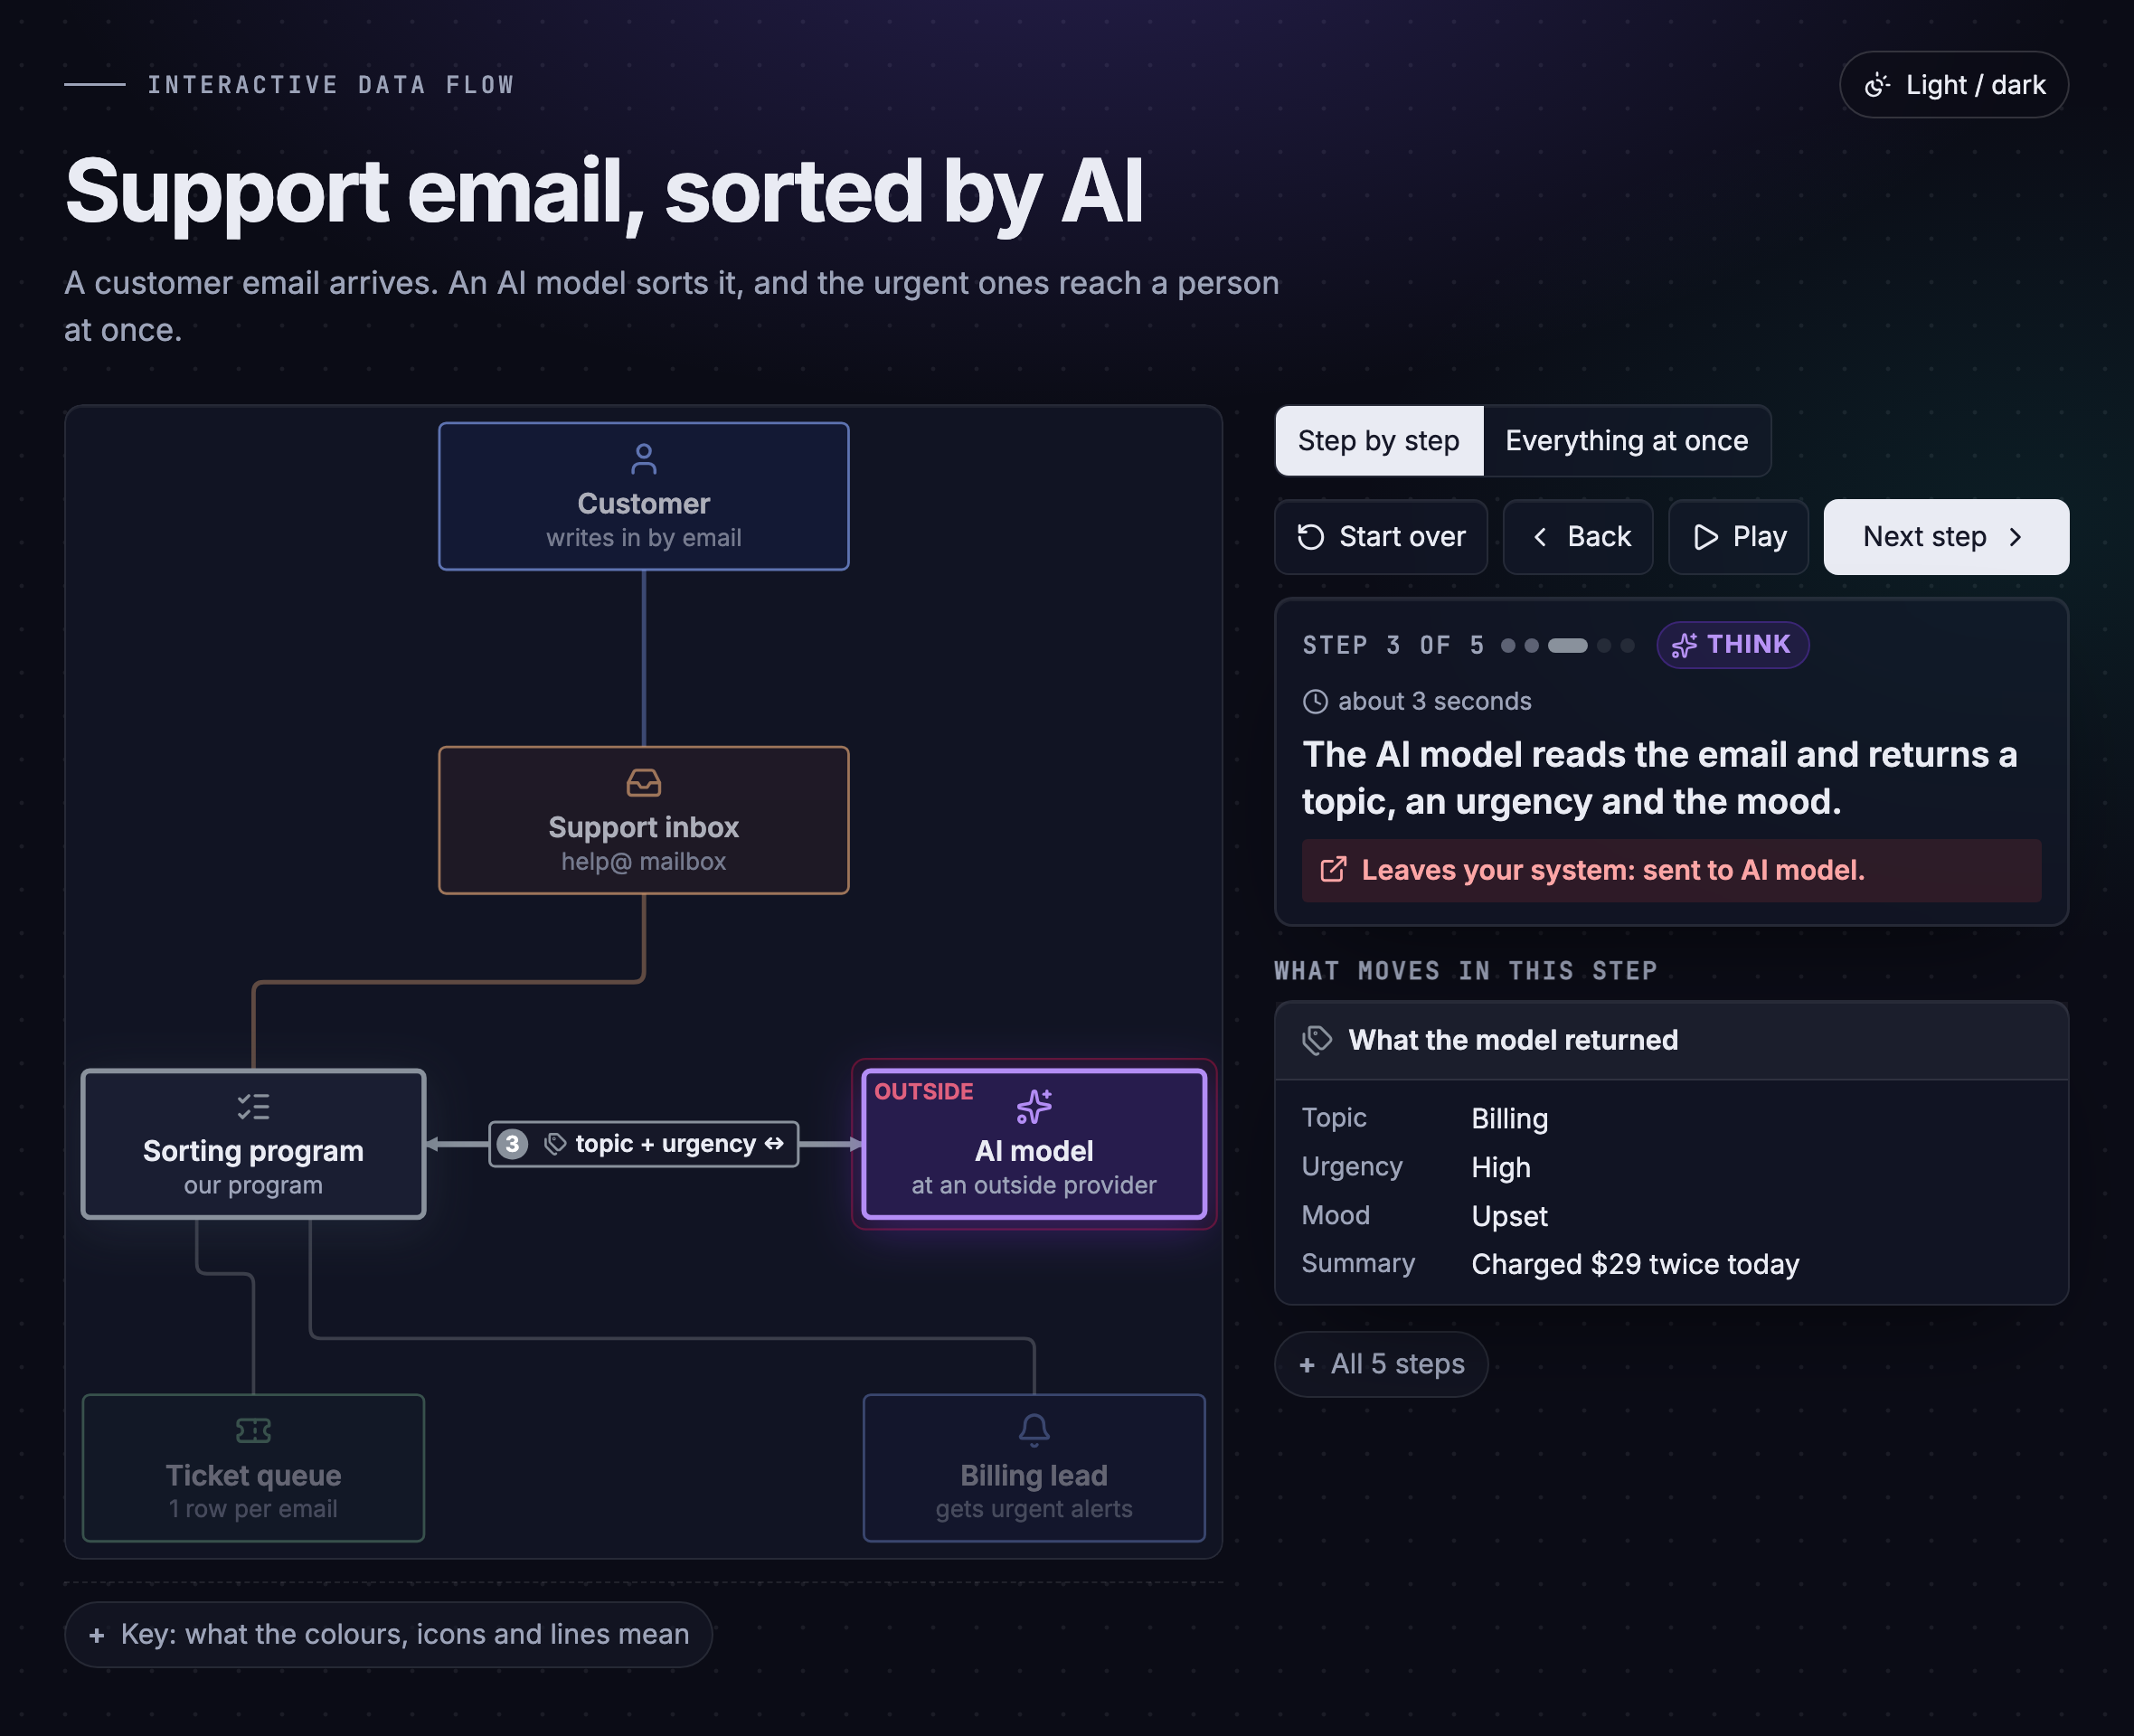 INTERACTIVE DATA FLOW
Light / dark
Support email, sorted by AI
A customer email arrives. An AI model sorts it, and the urgent ones reach a person
at once.
Customer
writes in by email
Support inbox
help@ mailbox
Sorting program
our program
3 topic + urgency ↔
OUTSIDE
AI model
at an outside provider
Ticket queue
1 row per email
Billing lead
gets urgent alerts
+ Key: what the colours, icons and lines mean
Step by step
Everything at once
Start over
Back
Play
Next step
STEP 3 OF 5
THINK
about 3 seconds
The AI model reads the email and returns a
topic, an urgency and the mood.
Leaves your system: sent to AI model.
WHAT MOVES IN THIS STEP
What the model returned
Topic Billing
Urgency High
Mood Upset
Summary Charged $29 twice today
+ All 5 steps